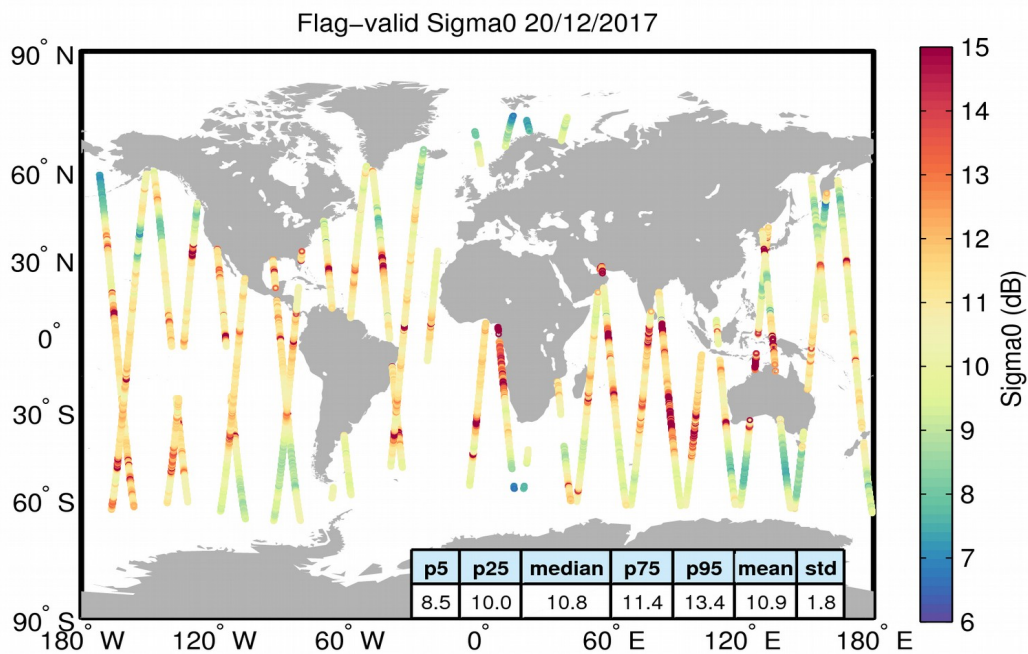 Flag−valid Sigma0 20/12/2017
90° N
60° N
30° N
0°
30° S
60° S
90° S
180° W
120° W
60° W
0°
60° E
120° E
180° E
p5 p25 median p75 p95 mean std
8.5 10.0 10.8 11.4 13.4 10.9 1.8
15
14
13
12
11
10
9
8
7
6
Sigma0 (dB)